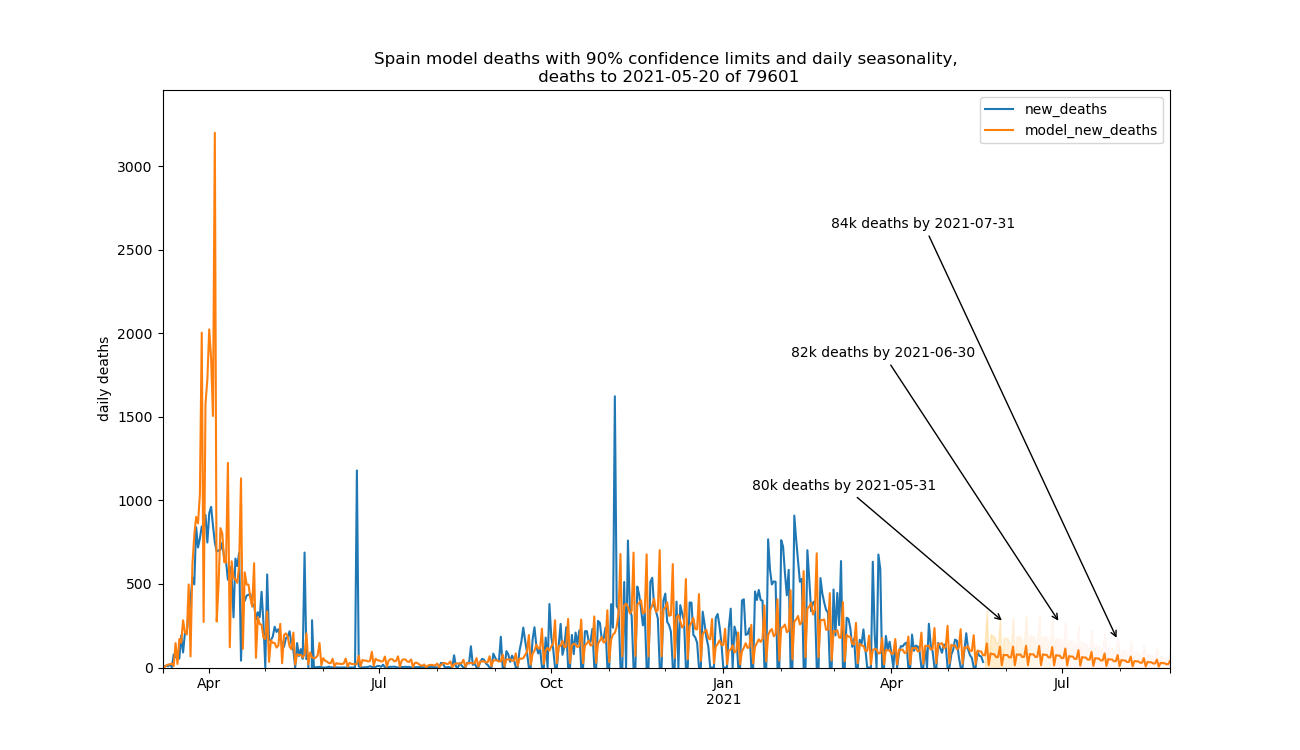 Spain model deaths with 90% confidence limits and daily seasonality,
deaths to 2021-05-20 of 79601
new_deaths
model_new_deaths
3000
2500
2000
1500
1000
500
0
daily deaths
84k deaths by 2021-07-31
82k deaths by 2021-06-30
80k deaths by 2021-05-31
Apr
Jul
Oct
Jan
2021
Apr
Jul